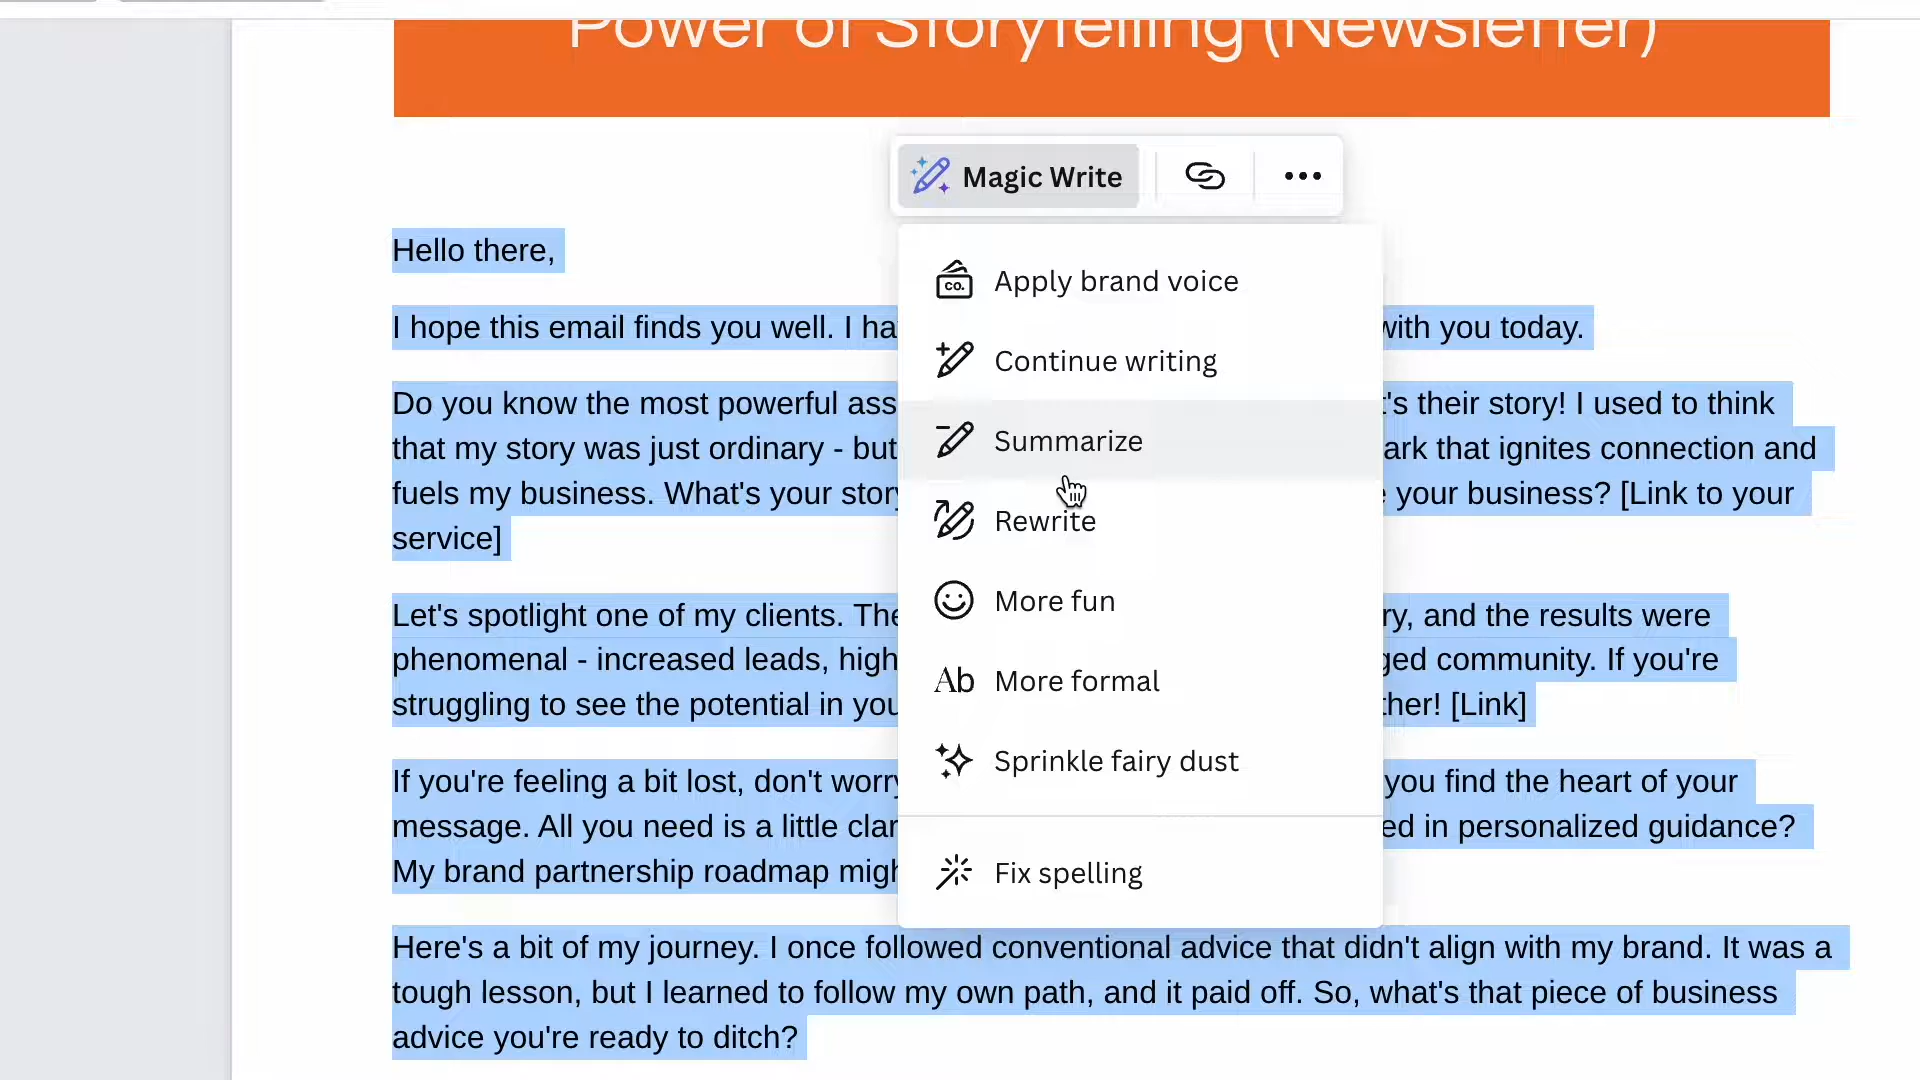 Power of Storytelling (Newsletter)
Magic Write
Hello there,
Apply brand voice
I hope this email finds you well. I ha
with you today.
Continue writing
Do you know the most powerful ass
t's their story! I used to think
that my story was just ordinary - but
ark that ignites connection and
Summarize
fuels my business. What's your story
your business? [Link to your
service]
Rewrite
More fun
Let's spotlight one of my clients. The
ry, and the results were
phenomenal - increased leads, high
ged community. If you're
More formal
struggling to see the potential in you
ther! [Link]
Sprinkle fairy dust
If you're feeling a bit lost, don't worry
you find the heart of your
message. All you need is a little clar
ed in personalized guidance?
My brand partnership roadmap migh
Fix spelling
Here's a bit of my journey. I once followed conventional advice that didn't align with my brand. It was a
tough lesson, but I learned to follow my own path, and it paid off. So, what's that piece of business
advice you're ready to ditch?